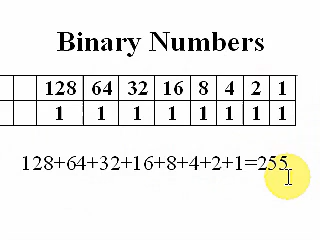 Binary Numbers
128 64 32 16 8 4 2 1
1 1 1 1 1 1 1 1
128+64+32+16+8+4+2+1=255